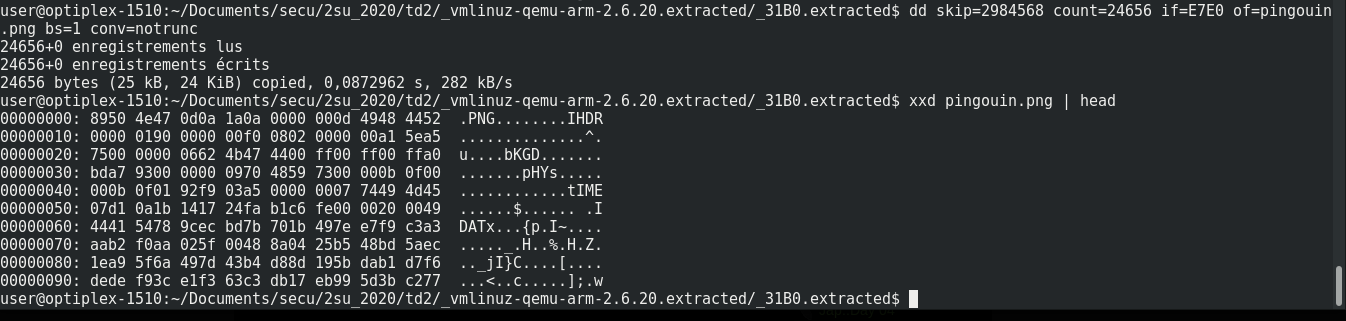 user@optiplex-1510:~/Documents/secu/2su_2020/td2/_vmlinuz-qemu-arm-2.6.20.extracted/_31B0.extracted$ dd skip=2984568 count=24656 if=E7E0 of=pingouin
.png bs=1 conv=notrunc
24656+0 enregistrements lus
24656+0 enregistrements écrits
24656 bytes (25 kB, 24 KiB) copied, 0,0872962 s, 282 kB/s
user@optiplex-1510:~/Documents/secu/2su_2020/td2/_vmlinuz-qemu-arm-2.6.20.extracted/_31B0.extracted$ xxd pingouin.png | head
00000000: 8950 4e47 0d0a 1a0a 0000 000d 4948 4452  .PNG........IHDR
00000010: 0000 0190 0000 00f0 0802 0000 00a1 5ea5  ..............^.
00000020: 7500 0000 0662 4b47 4400 ff00 ff00 ffa0  u....bKGD.......
00000030: bda7 9300 0000 0970 4859 7300 000b 0f00  .......pHYs.....
00000040: 000b 0f01 92f9 03a5 0000 0007 7449 4d45  ............tIME
00000050: 07d1 0a1b 1417 24fa b1c6 fe00 0020 0049  ......$...... .I
00000060: 4441 5478 9cec bd7b 701b 497e e7f9 c3a3  DATx...{p.I~....
00000070: aab2 f0aa 025f 0048 8a04 25b5 48bd 5aec  ....._.H..%.H.Z.
00000080: 1ea9 5f6a 497d 43b4 d88d 195b dab1 d7f6  .._jI}C....[....
00000090: dede f93c e1f3 63c3 db17 eb99 5d3b c277  ...<..c.....];.w
user@optiplex-1510:~/Documents/secu/2su_2020/td2/_vmlinuz-qemu-arm-2.6.20.extracted/_31B0.extracted$